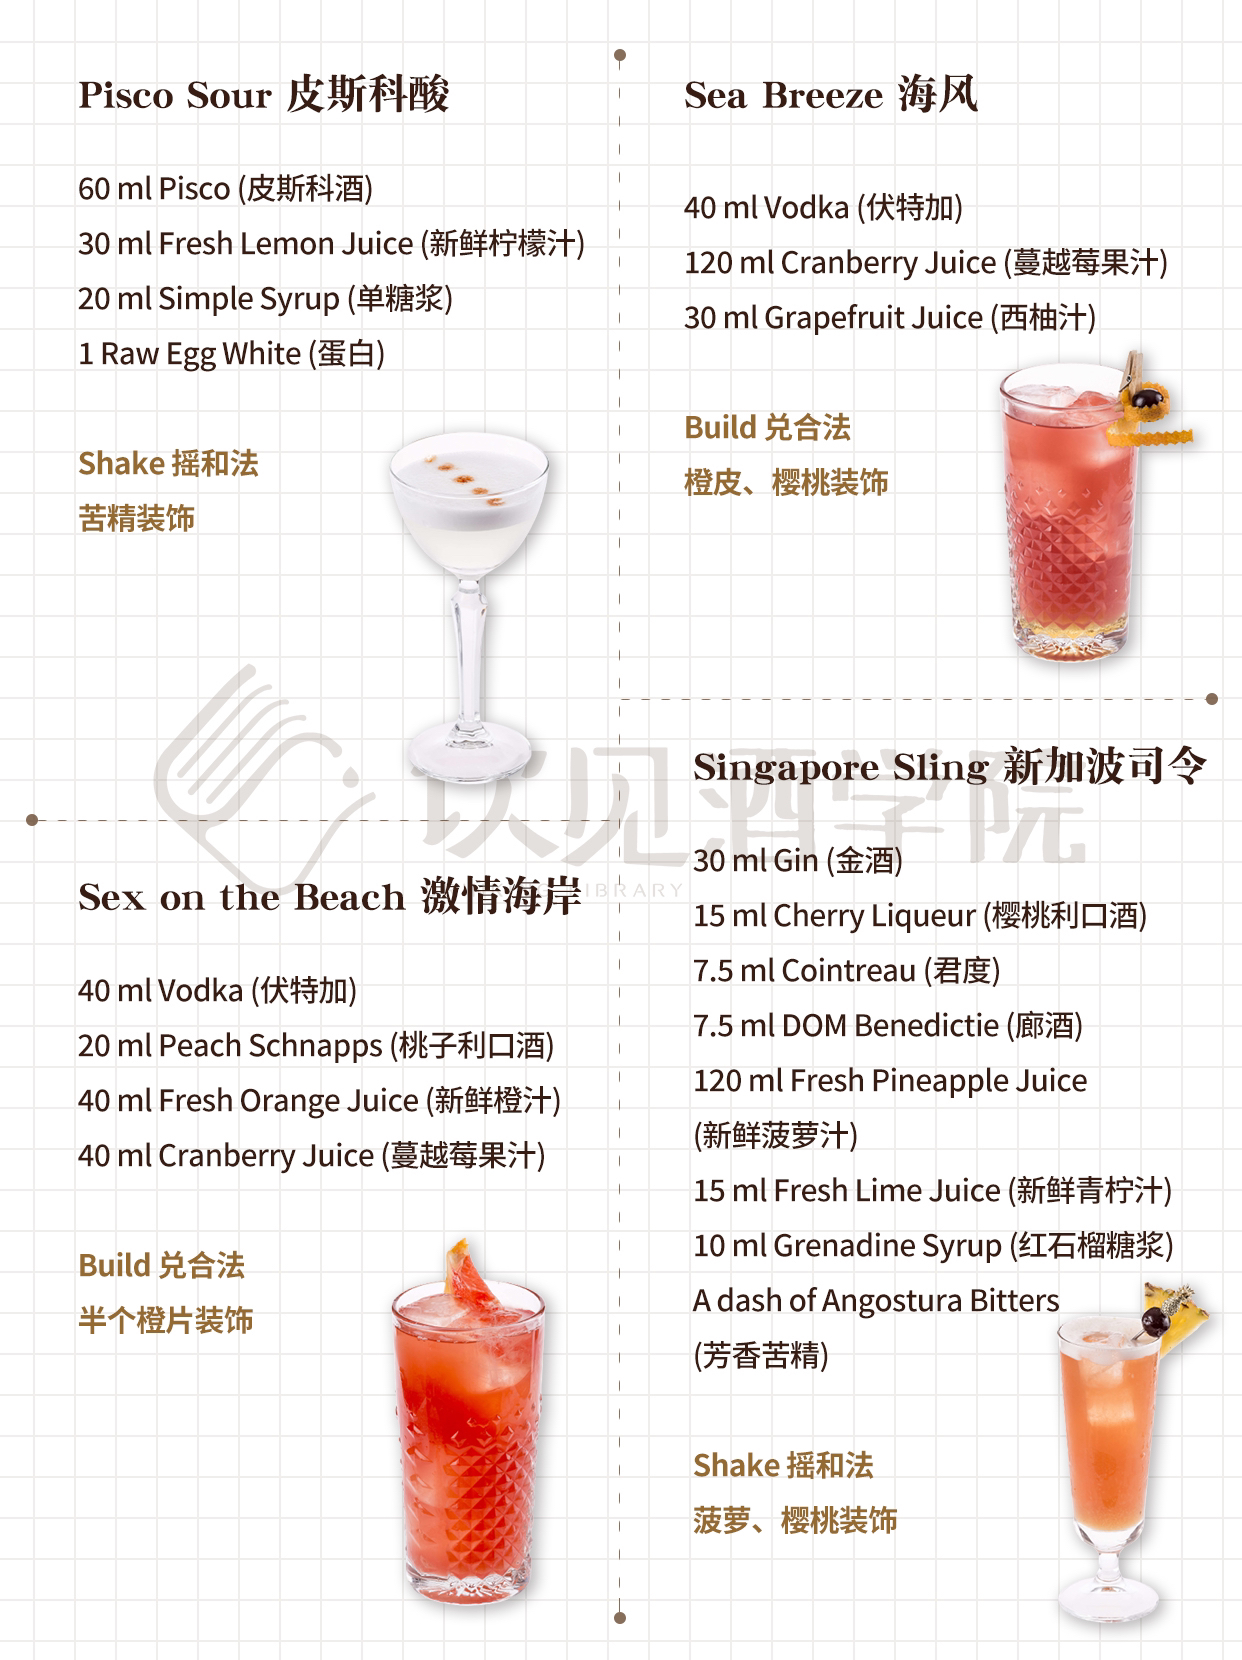 Pisco Sour 皮斯科酸
60 ml Pisco (皮斯科酒)
30 ml Fresh Lemon Juice (新鲜柠檬汁)
20 ml Simple Syrup (单糖浆)
1 Raw Egg White (蛋白)
Shake 摇和法
苦精装饰
Sea Breeze 海风
40 ml Vodka (伏特加)
120 ml Cranberry Juice (蔓越莓果汁)
30 ml Grapefruit Juice (西柚汁)
Build 兑合法
橙皮、樱桃装饰
Sex on the Beach 激情海岸
40 ml Vodka (伏特加)
20 ml Peach Schnapps (桃子利口酒)
40 ml Fresh Orange Juice (新鲜橙汁)
40 ml Cranberry Juice (蔓越莓果汁)
Build 兑合法
半个橙片装饰
Singapore Sling 新加波司令
30 ml Gin (金酒)
15 ml Cherry Liqueur (樱桃利口酒)
7.5 ml Cointreau (君度)
7.5 ml DOM Benedictie (廊酒)
120 ml Fresh Pineapple Juice
(新鲜菠萝汁)
15 ml Fresh Lime Juice (新鲜青柠汁)
10 ml Grenadine Syrup (红石榴糖浆)
A dash of Angostura Bitters
(芳香苦精)
Shake 摇和法
菠萝、樱桃装饰
饮见酒学院
LIBRARY